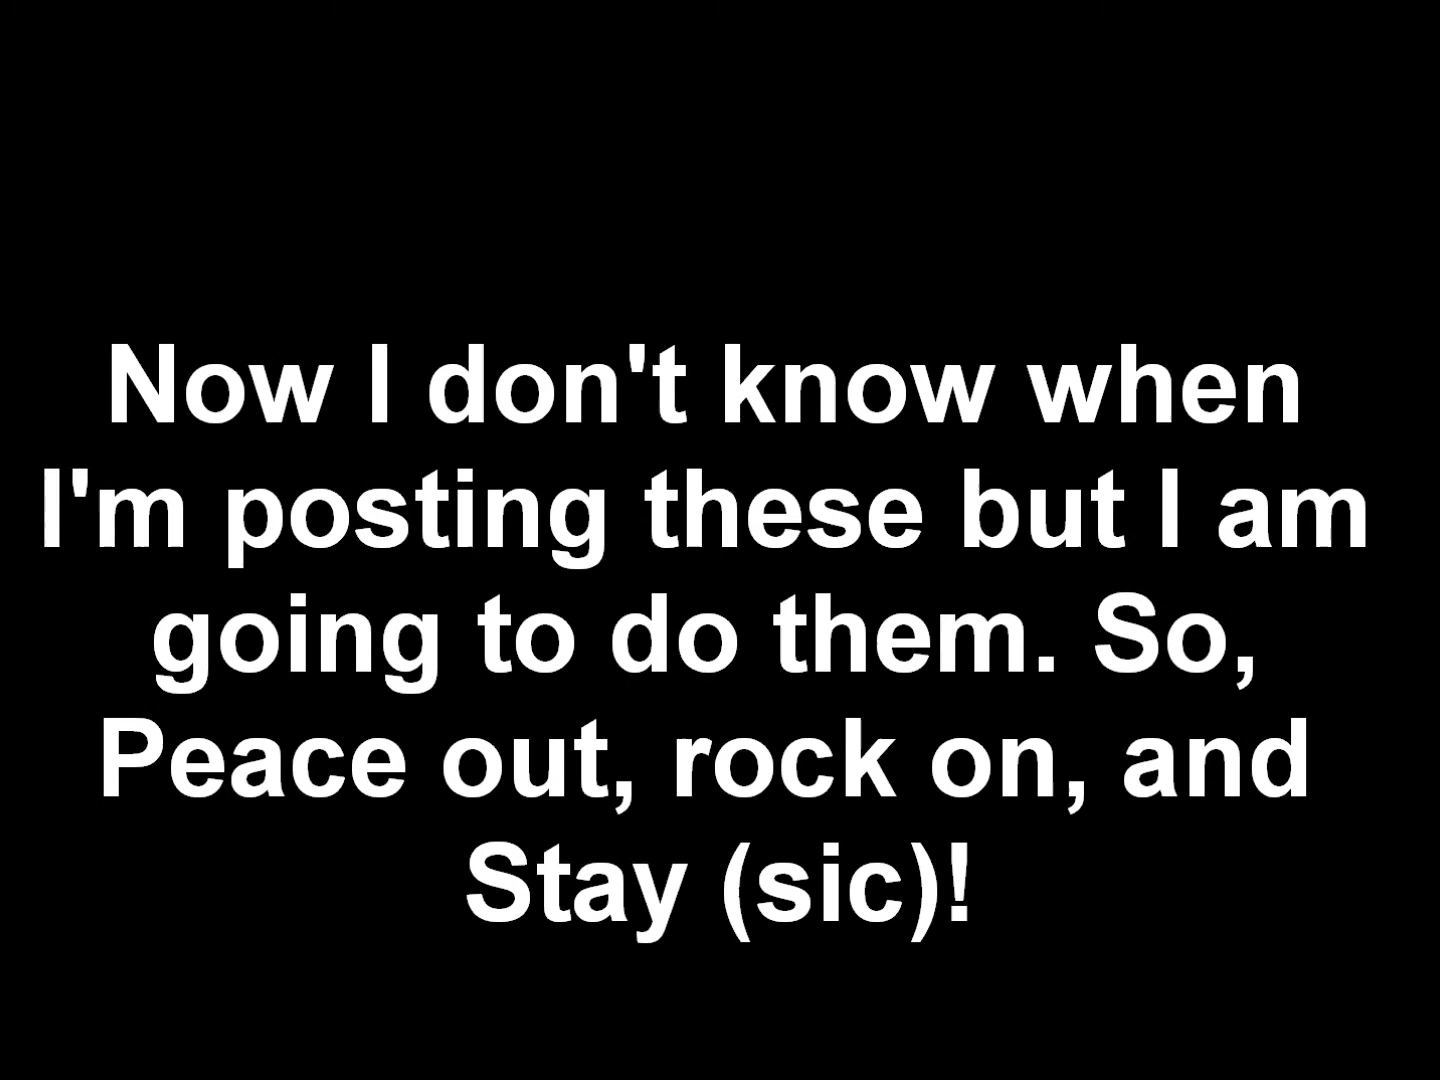 Now I don't know when
I'm posting these but I am
going to do them. So,
Peace out, rock on, and
Stay (sic)!